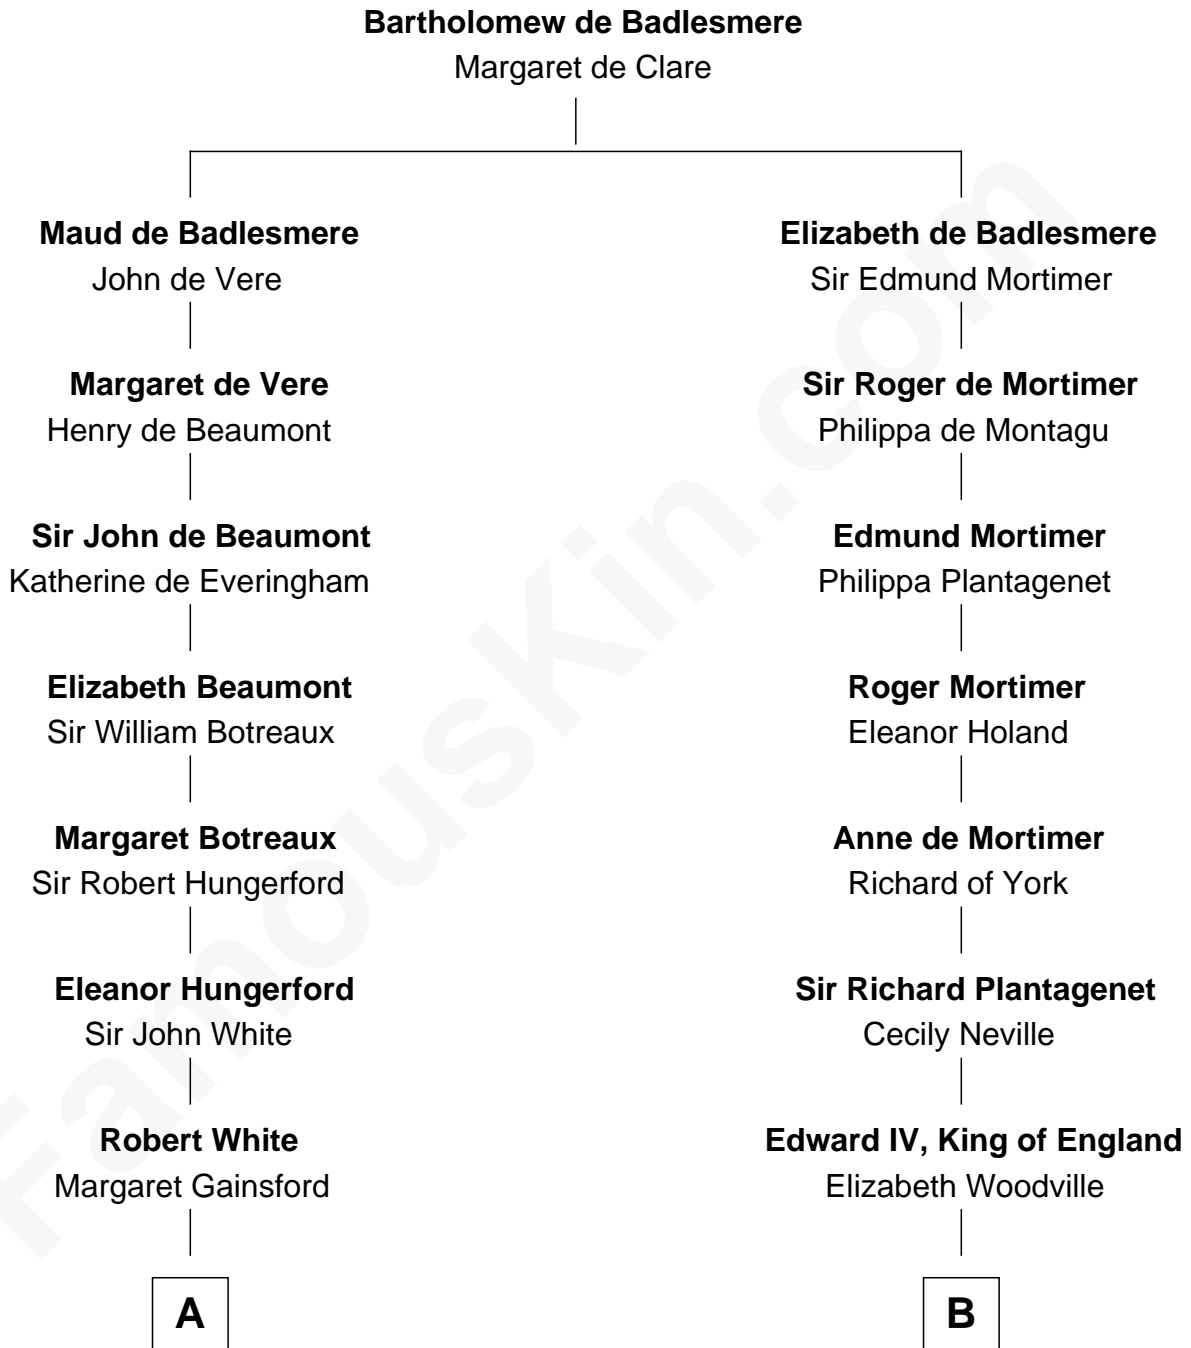 Bartholomew de Badlesmere
Margaret de Clare
Maud de Badlesmere
John de Vere
Elizabeth de Badlesmere
Sir Edmund Mortimer
Margaret de Vere
Henry de Beaumont
Sir Roger de Mortimer
Philippa de Montagu
Sir John de Beaumont
Katherine de Everingham
Edmund Mortimer
Philippa Plantagenet
Elizabeth Beaumont
Sir William Botreaux
Roger Mortimer
Eleanor Holand
Margaret Botreaux
Sir Robert Hungerford
Anne de Mortimer
Richard of York
Eleanor Hungerford
Sir John White
Sir Richard Plantagenet
Cecily Neville
Robert White
Margaret Gainsford
Edward IV, King of England
Elizabeth Woodville
A
B
FamousKin.com